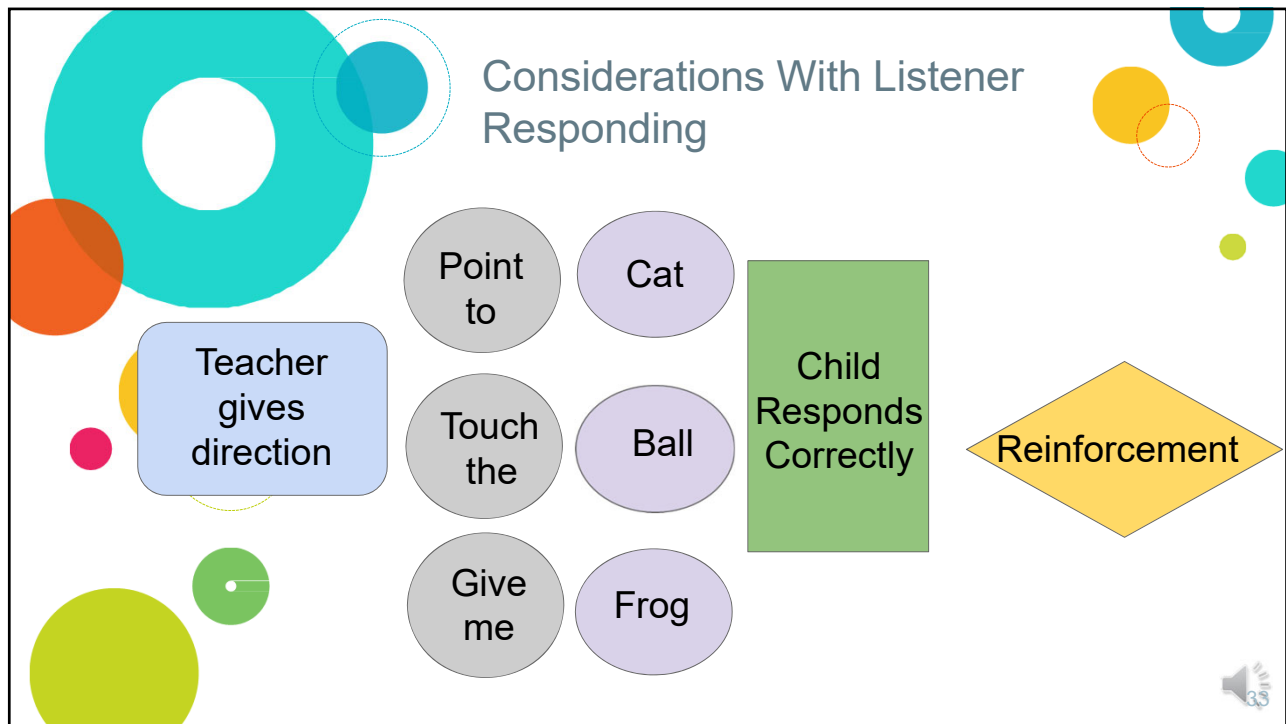 Considerations With Listener
Responding
Teacher
gives
direction
Point
to
Cat
Touch
the
Ball
Give
me
Frog
Child
Responds
Correctly
Reinforcement
33